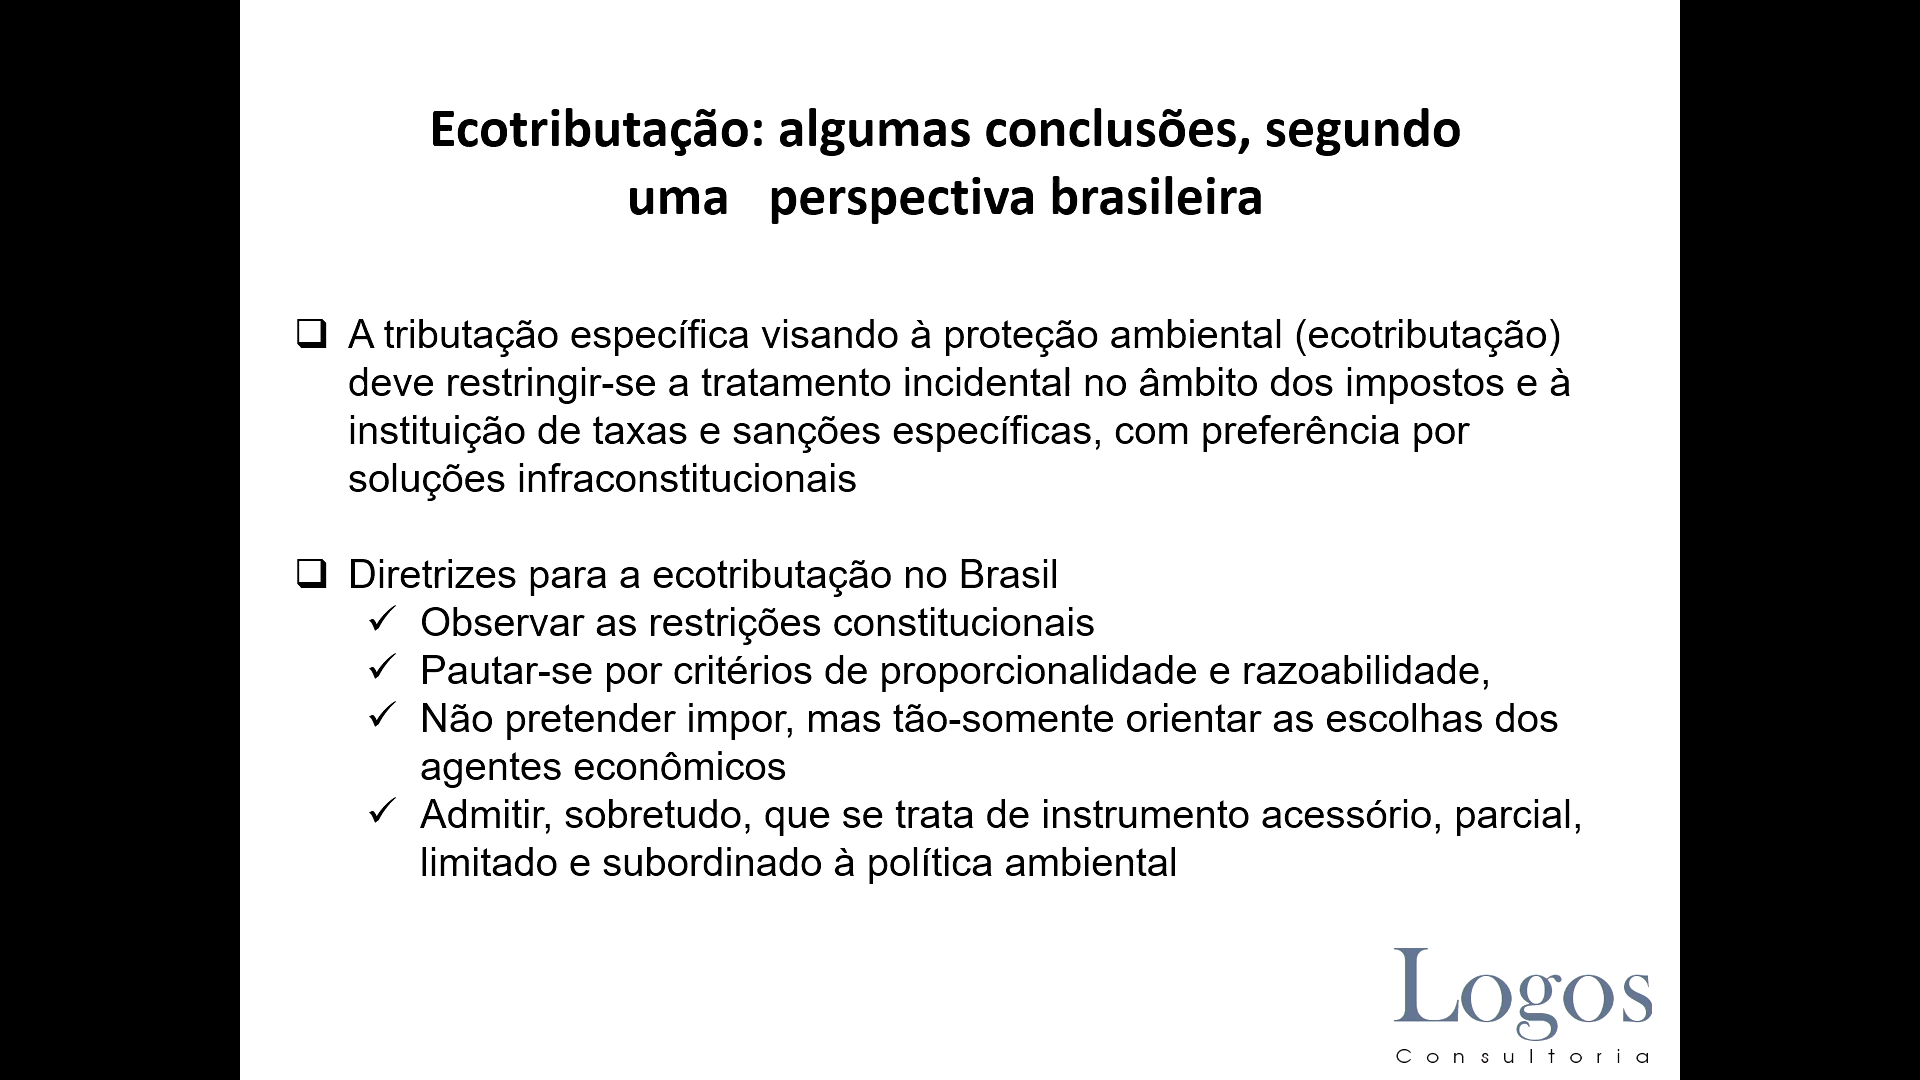 Ecotributação: algumas conclusões, segundo
uma perspectiva brasileira
❑ A tributação específica visando à proteção ambiental (ecotributação)
deve restringir-se a tratamento incidental no âmbito dos impostos e à
instituição de taxas e sanções específicas, com preferência por
soluções infraconstitucionais
❑ Diretrizes para a ecotributação no Brasil
✓ Observar as restrições constitucionais
✓ Pautar-se por critérios de proporcionalidade e razoabilidade,
✓ Não pretender impor, mas tão-somente orientar as escolhas dos
agentes econômicos
✓ Admitir, sobretudo, que se trata de instrumento acessório, parcial,
limitado e subordinado à política ambiental
Logos
Consultoria